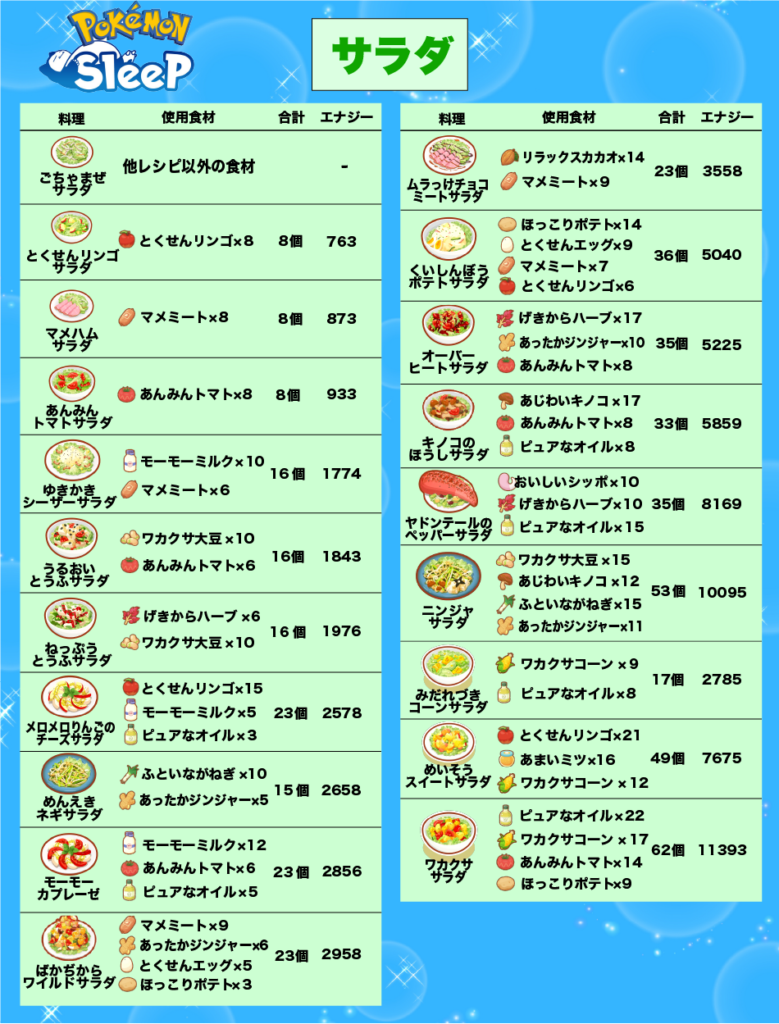 POKéMON
SleeP
サラダ
料理 使用食材 合計 エナジー
ごちゃまぜ
サラダ
他レシピ以外の食材 -
とくせんリンゴ
サラダ
とくせんリンゴ×8 8個 763
マメハム
サラダ
マメミート×8 8個 873
あんみん
トマトサラダ
あんみんトマト×8 8個 933
ゆきかき
シーザーサラダ
モーモーミルク×10
マメミート×6
16個 1774
うるおい
とうふサラダ
ワカクサ大豆×10
あんみんトマト×6
16個 1843
ねっぷう
とうふサラダ
げきからハーブ×6
ワカクサ大豆×10
16個 1976
メロメロりんごの
チーズサラダ
とくせんリンゴ×15
モーモーミルク×5
ピュアなオイル×3
23個 2578
めんえき
ネギサラダ
ふといながねぎ×10
あったかジンジャー×5
15個 2658
モーモー
カプレーゼ
モーモーミルク×12
あんみんトマト×6
ピュアなオイル×5
23個 2856
ばかぢから
ワイルドサラダ
マメミート×9
あったかジンジャー×6
とくせんエッグ×5
ほっこりポテト×3
23個 2958
料理 使用食材 合計 エナジー
ムラっけチョコ
ミートサラダ
リラックスカカオ×14
マメミート×9
23個 3558
くいしんぼう
ポテトサラダ
ほっこりポテト×14
とくせんエッグ×9
マメミート×7
とくせんリンゴ×6
36個 5040
オーバー
ヒートサラダ
げきからハーブ×17
あったかジンジャー×10
あんみんトマト×8
35個 5225
キノコの
ほうしサラダ
あじわいキノコ×17
あんみんトマト×8
ピュアなオイル×8
33個 5859
ヤドンテールの
ペッパーサラダ
おいしいシッポ×10
げきからハーブ×10
ピュアなオイル×15
35個 8169
ニンジャ
サラダ
ワカクサ大豆×15
あじわいキノコ×12
ふといながねぎ×15
あったかジンジャー×11
53個 10095
みだれづき
コーンサラダ
ワカクサコーン×9
ピュアなオイル×8
17個 2785
めいそう
スイートサラダ
とくせんリンゴ×21
あまいミツ×16
ワカクサコーン×12
49個 7675
ワカクサ
サラダ
ピュアなオイル×22
ワカクサコーン×17
あんみんトマト×14
ほっこりポテト×9
62個 11393